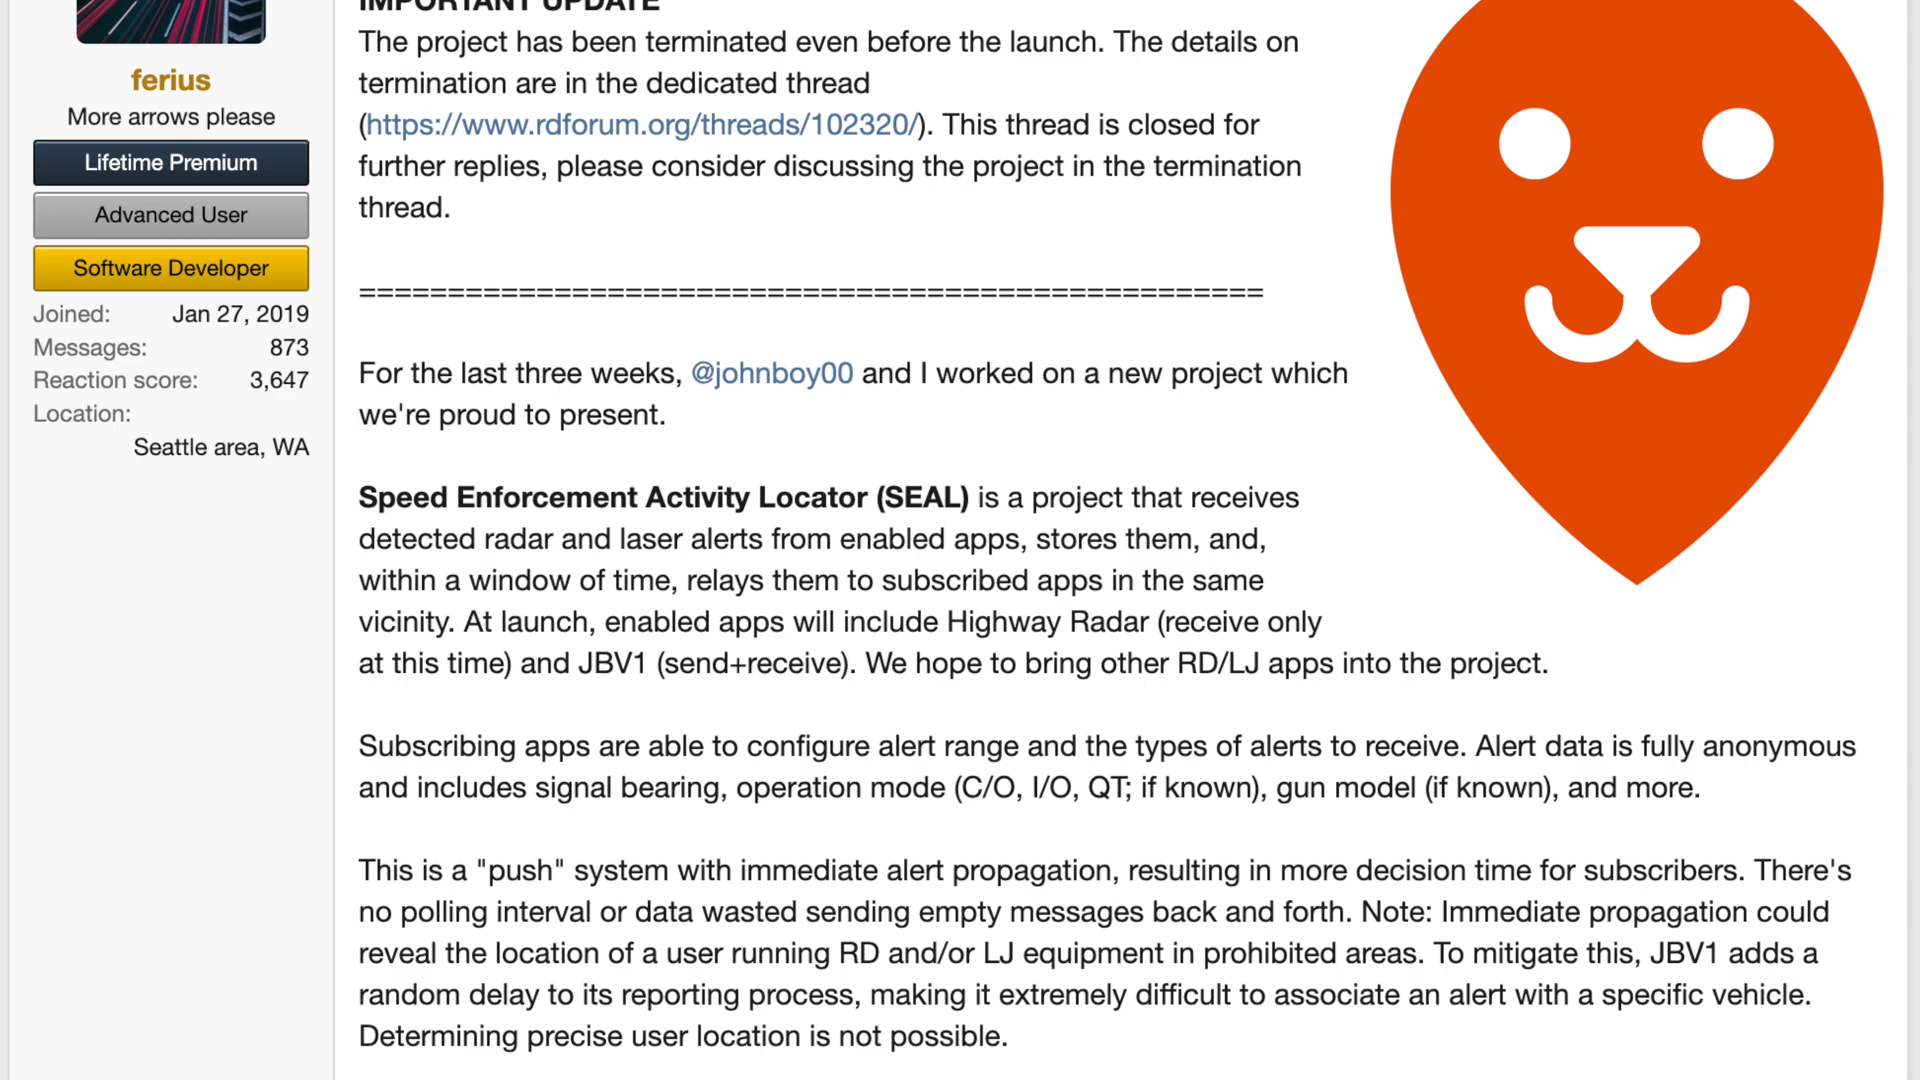 IMPORTANT UPDATE
The project has been terminated even before the launch. The details on
termination are in the dedicated thread
(https://www.rdforum.org/threads/102320/). This thread is closed for
further replies, please consider discussing the project in the termination
thread.
===================================================
For the last three weeks, @johnboy00 and I worked on a new project which
we're proud to present.
Speed Enforcement Activity Locator (SEAL) is a project that receives
detected radar and laser alerts from enabled apps, stores them, and,
within a window of time, relays them to subscribed apps in the same
vicinity. At launch, enabled apps will include Highway Radar (receive only
at this time) and JBV1 (send+receive). We hope to bring other RD/LJ apps into the project.
Subscribing apps are able to configure alert range and the types of alerts to receive. Alert data is fully anonymous
and includes signal bearing, operation mode (C/O, I/O, QT; if known), gun model (if known), and more.
This is a "push" system with immediate alert propagation, resulting in more decision time for subscribers. There's
no polling interval or data wasted sending empty messages back and forth. Note: Immediate propagation could
reveal the location of a user running RD and/or LJ equipment in prohibited areas. To mitigate this, JBV1 adds a
random delay to its reporting process, making it extremely difficult to associate an alert with a specific vehicle.
Determining precise user location is not possible.
ferius
More arrows please
Lifetime Premium
Advanced User
Software Developer
Joined: Jan 27, 2019
Messages: 873
Reaction score: 3,647
Location:
Seattle area, WA